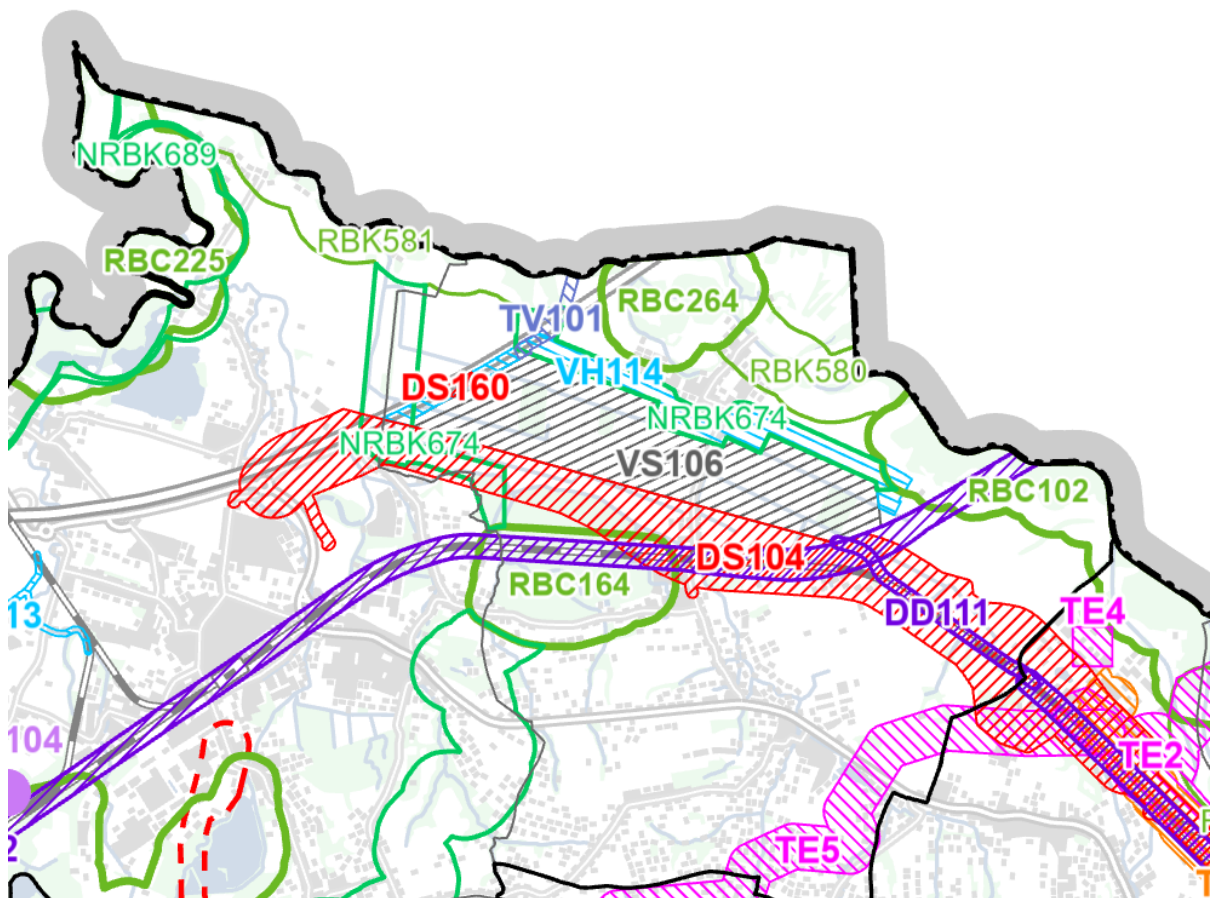 NRBK689
RBK581
RBC225
RBC264
TV101
VH114
RBK580
DS160
NRBK674
NRBK674
VS106
RBC102
DS104
RBC164
DD111
TE4
13
104
TE2
TE5
2